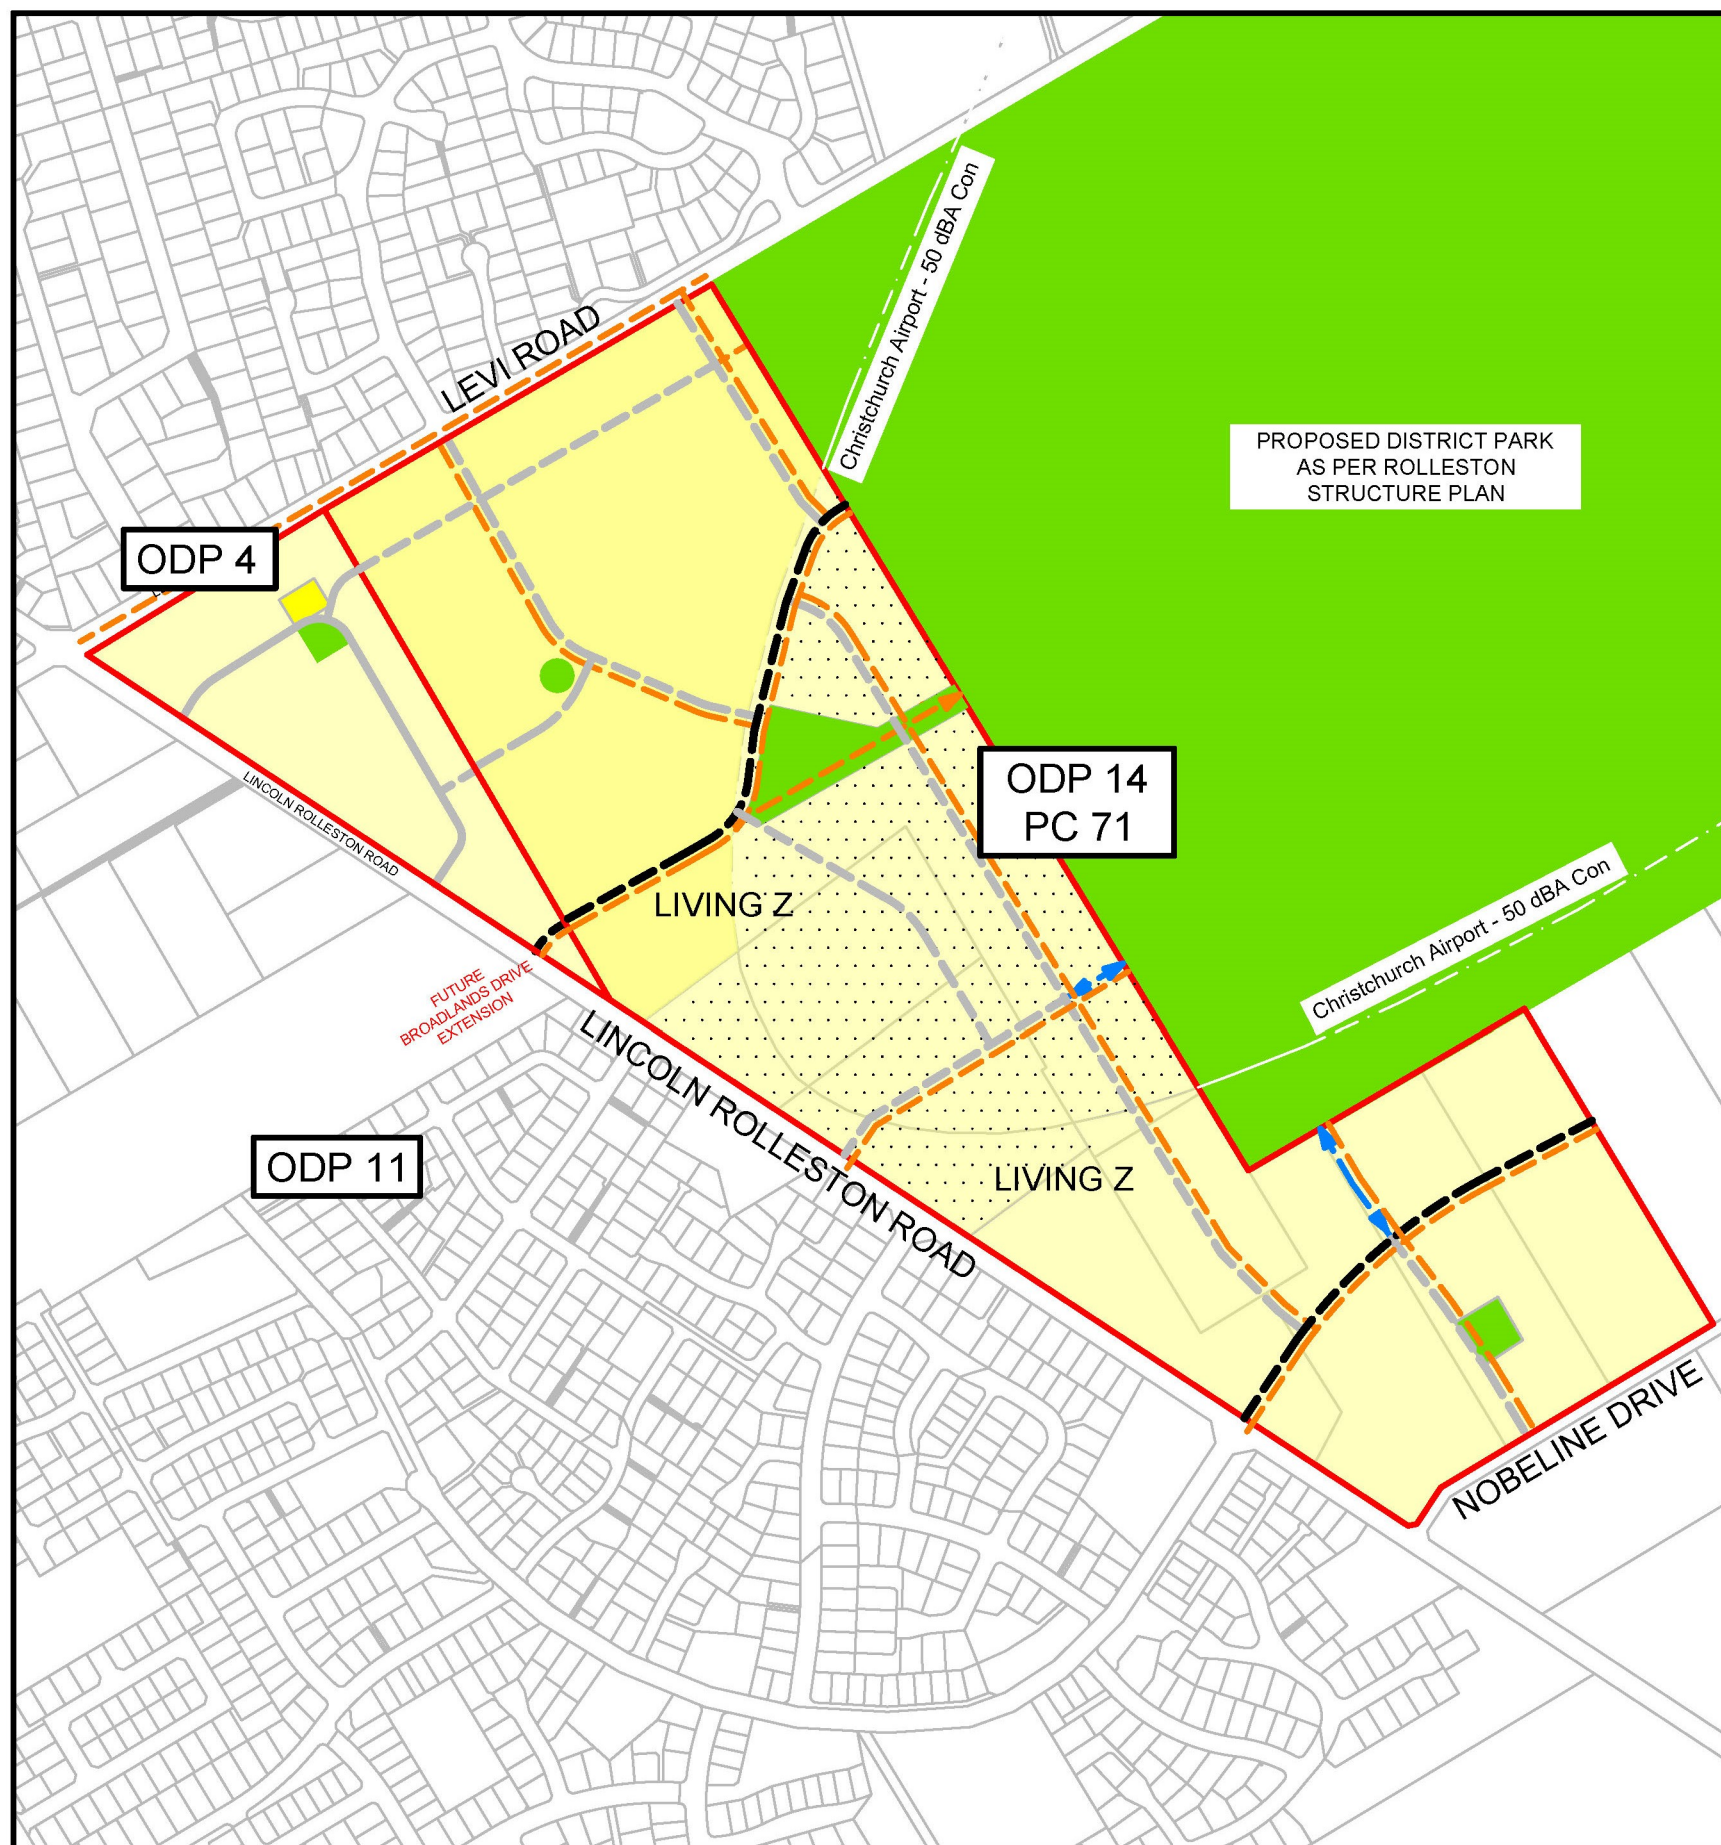 Christchurch Airport - 50 dBA Con
LEVI ROAD
PROPOSED DISTRICT PARK
AS PER ROLLESTON
STRUCTURE PLAN
ODP 4
ODP 14
PC 71
LINCOLN ROLLESTON ROAD
LIVING Z
Christchurch Airport - 50 dBA Con
FUTURE
BROADLANDS DRIVE
EXTENSION
LINCOLN ROLLESTON ROAD
ODP 11
LIVING Z
NOBELINE DRIVE